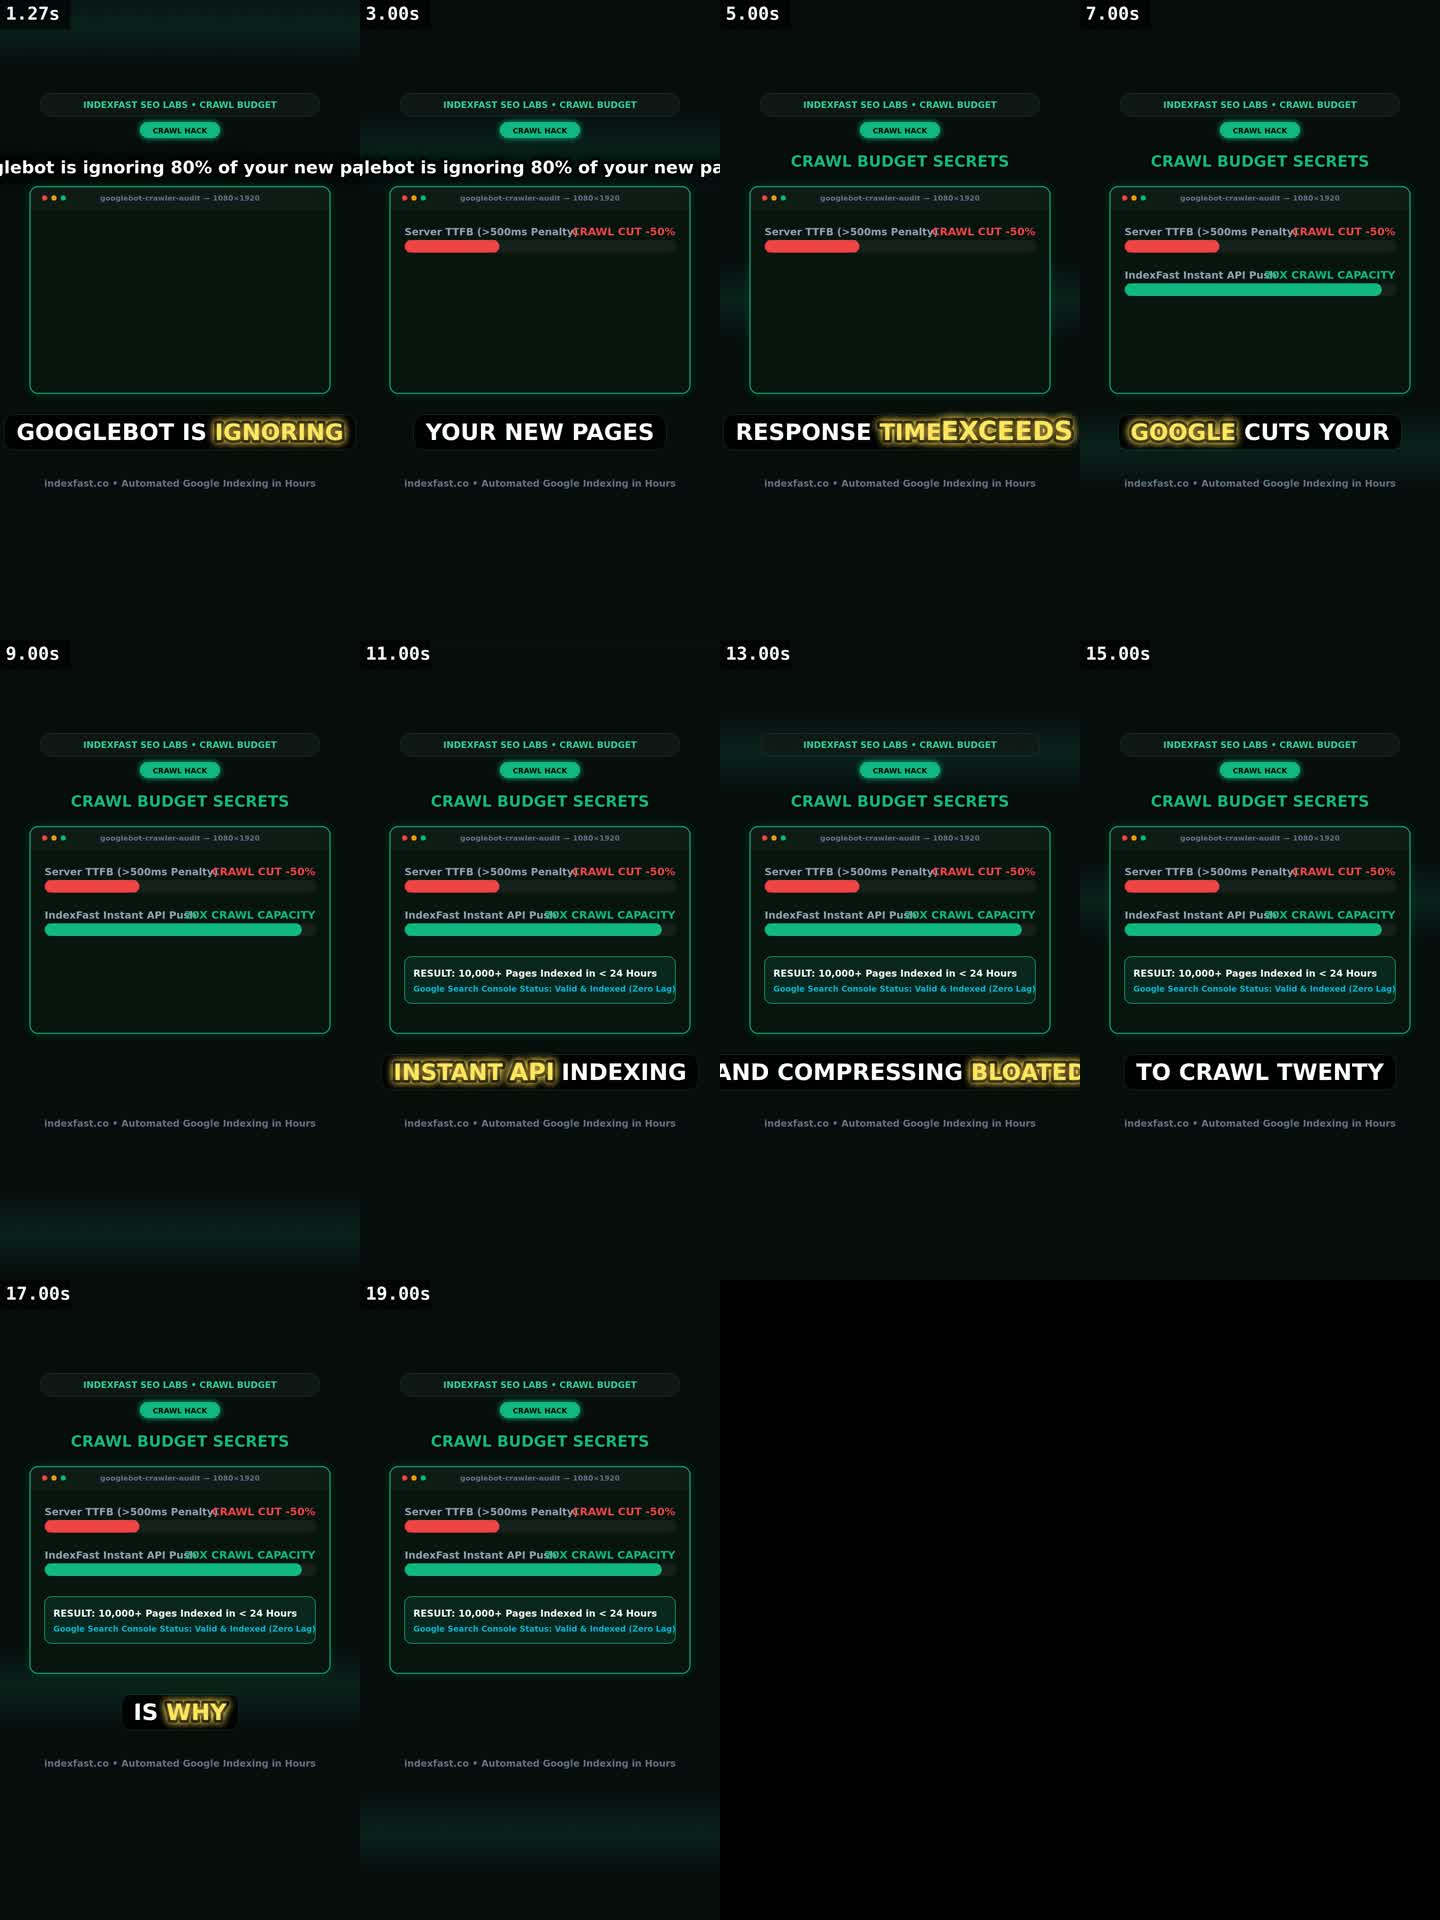 1.27s
INDEXFAST SEO LABS • CRAWL BUDGET
CRAWL HACK
glebot is ignoring 80% of your new pa
googlebot-crawler-audit — 1080×1920
GOOGLEBOT IS IGNORING
indexfast.co • Automated Google Indexing in Hours
3.00s
INDEXFAST SEO LABS • CRAWL BUDGET
CRAWL HACK
lebot is ignoring 80% of your new pa
googlebot-crawler-audit — 1080×1920
Server TTFB (>500ms Penalty) CRAWL CUT -50%
YOUR NEW PAGES
indexfast.co • Automated Google Indexing in Hours
5.00s
INDEXFAST SEO LABS • CRAWL BUDGET
CRAWL HACK
CRAWL BUDGET SECRETS
googlebot-crawler-audit — 1080×1920
Server TTFB (>500ms Penalty) CRAWL CUT -50%
RESPONSE TIME EXCEEDS
indexfast.co • Automated Google Indexing in Hours
7.00s
INDEXFAST SEO LABS • CRAWL BUDGET
CRAWL HACK
CRAWL BUDGET SECRETS
googlebot-crawler-audit — 1080×1920
Server TTFB (>500ms Penalty) CRAWL CUT -50%
IndexFast Instant API Push 20X CRAWL CAPACITY
GOOGLE CUTS YOUR
indexfast.co • Automated Google Indexing in Hours
9.00s
INDEXFAST SEO LABS • CRAWL BUDGET
CRAWL HACK
CRAWL BUDGET SECRETS
googlebot-crawler-audit — 1080×1920
Server TTFB (>500ms Penalty) CRAWL CUT -50%
IndexFast Instant API Push 20X CRAWL CAPACITY
indexfast.co • Automated Google Indexing in Hours
11.00s
INDEXFAST SEO LABS • CRAWL BUDGET
CRAWL HACK
CRAWL BUDGET SECRETS
googlebot-crawler-audit — 1080×1920
Server TTFB (>500ms Penalty) CRAWL CUT -50%
IndexFast Instant API Push 20X CRAWL CAPACITY
RESULT: 10,000+ Pages Indexed in < 24 Hours
Google Search Console Status: Valid & Indexed (Zero Lag)
INSTANT API INDEXING
indexfast.co • Automated Google Indexing in Hours
13.00s
INDEXFAST SEO LABS • CRAWL BUDGET
CRAWL HACK
CRAWL BUDGET SECRETS
googlebot-crawler-audit — 1080×1920
Server TTFB (>500ms Penalty) CRAWL CUT -50%
IndexFast Instant API Push 20X CRAWL CAPACITY
RESULT: 10,000+ Pages Indexed in < 24 Hours
Google Search Console Status: Valid & Indexed (Zero Lag)
AND COMPRESSING BLOATED
indexfast.co • Automated Google Indexing in Hours
15.00s
INDEXFAST SEO LABS • CRAWL BUDGET
CRAWL HACK
CRAWL BUDGET SECRETS
googlebot-crawler-audit — 1080×1920
Server TTFB (>500ms Penalty) CRAWL CUT -50%
IndexFast Instant API Push 20X CRAWL CAPACITY
RESULT: 10,000+ Pages Indexed in < 24 Hours
Google Search Console Status: Valid & Indexed (Zero Lag)
TO CRAWL TWENTY
indexfast.co • Automated Google Indexing in Hours
17.00s
INDEXFAST SEO LABS • CRAWL BUDGET
CRAWL HACK
CRAWL BUDGET SECRETS
googlebot-crawler-audit — 1080×1920
Server TTFB (>500ms Penalty) CRAWL CUT -50%
IndexFast Instant API Push 20X CRAWL CAPACITY
RESULT: 10,000+ Pages Indexed in < 24 Hours
Google Search Console Status: Valid & Indexed (Zero Lag)
IS WHY
indexfast.co • Automated Google Indexing in Hours
19.00s
INDEXFAST SEO LABS • CRAWL BUDGET
CRAWL HACK
CRAWL BUDGET SECRETS
googlebot-crawler-audit — 1080×1920
Server TTFB (>500ms Penalty) CRAWL CUT -50%
IndexFast Instant API Push 20X CRAWL CAPACITY
RESULT: 10,000+ Pages Indexed in < 24 Hours
Google Search Console Status: Valid & Indexed (Zero Lag)
indexfast.co • Automated Google Indexing in Hours